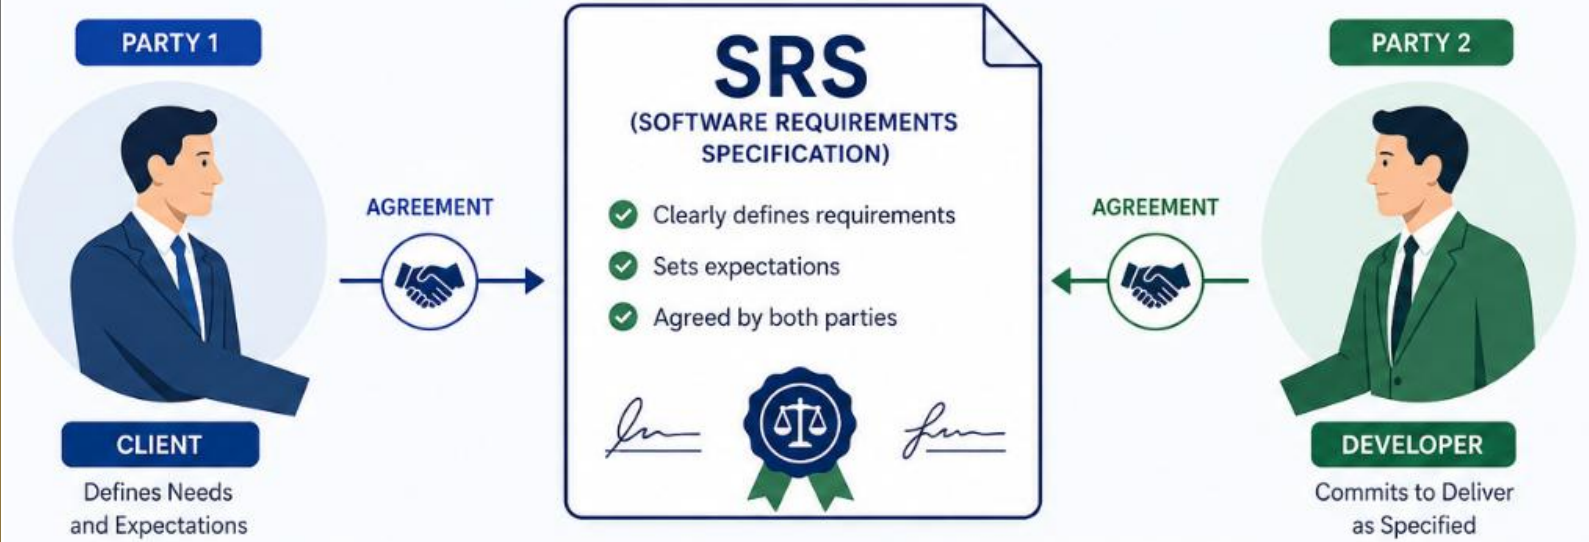 PARTY 1
CLIENT
Defines Needs
and Expectations
AGREEMENT
SRS
(SOFTWARE REQUIREMENTS
SPECIFICATION)
Clearly defines requirements
Sets expectations
Agreed by both parties
AGREEMENT
PARTY 2
DEVELOPER
Commits to Deliver
as Specified